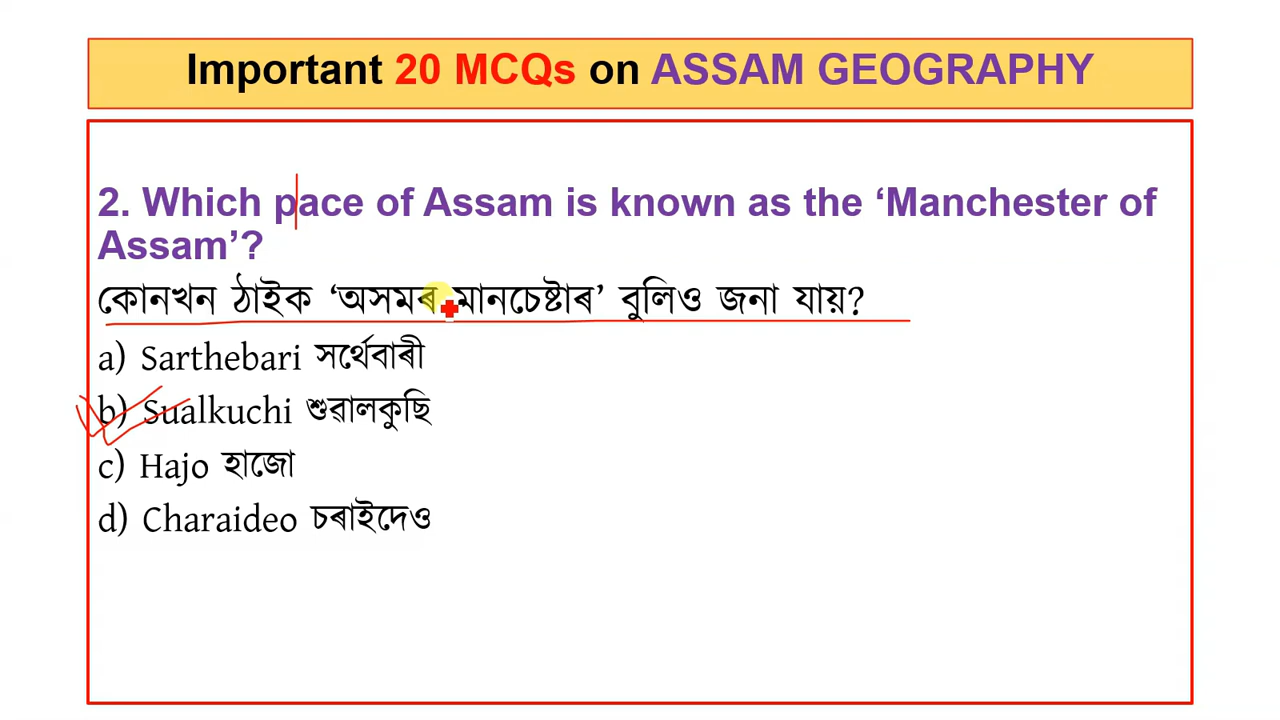 Important 20 MCQs on ASSAM GEOGRAPHY
2. Which pace of Assam is known as the ‘Manchester of
Assam’?
কোনখন ঠাইক ‘অসমৰ মানচেষ্টাৰ’ বুলিও জনা যায়?
a) Sarthebari সৰ্থেবাৰী
b) Sualkuchi শুৱালকুছি
c) Hajo হাজো
d) Charaideo চৰাইদেও